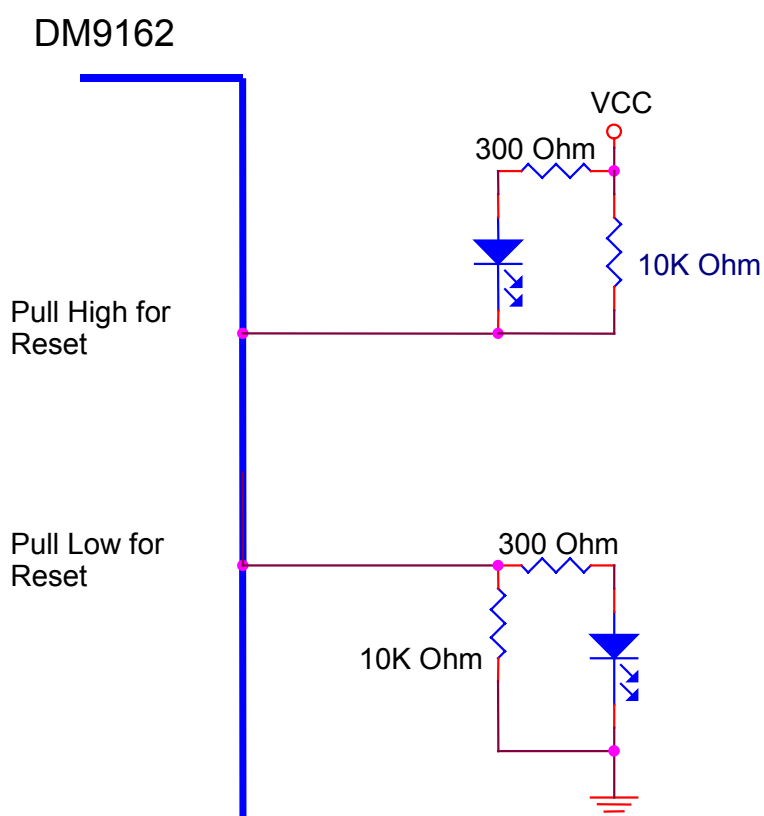 DM9162
VCC
300 Ohm
10K Ohm
Pull High for
Reset
Pull Low for
Reset
300 Ohm
10K Ohm